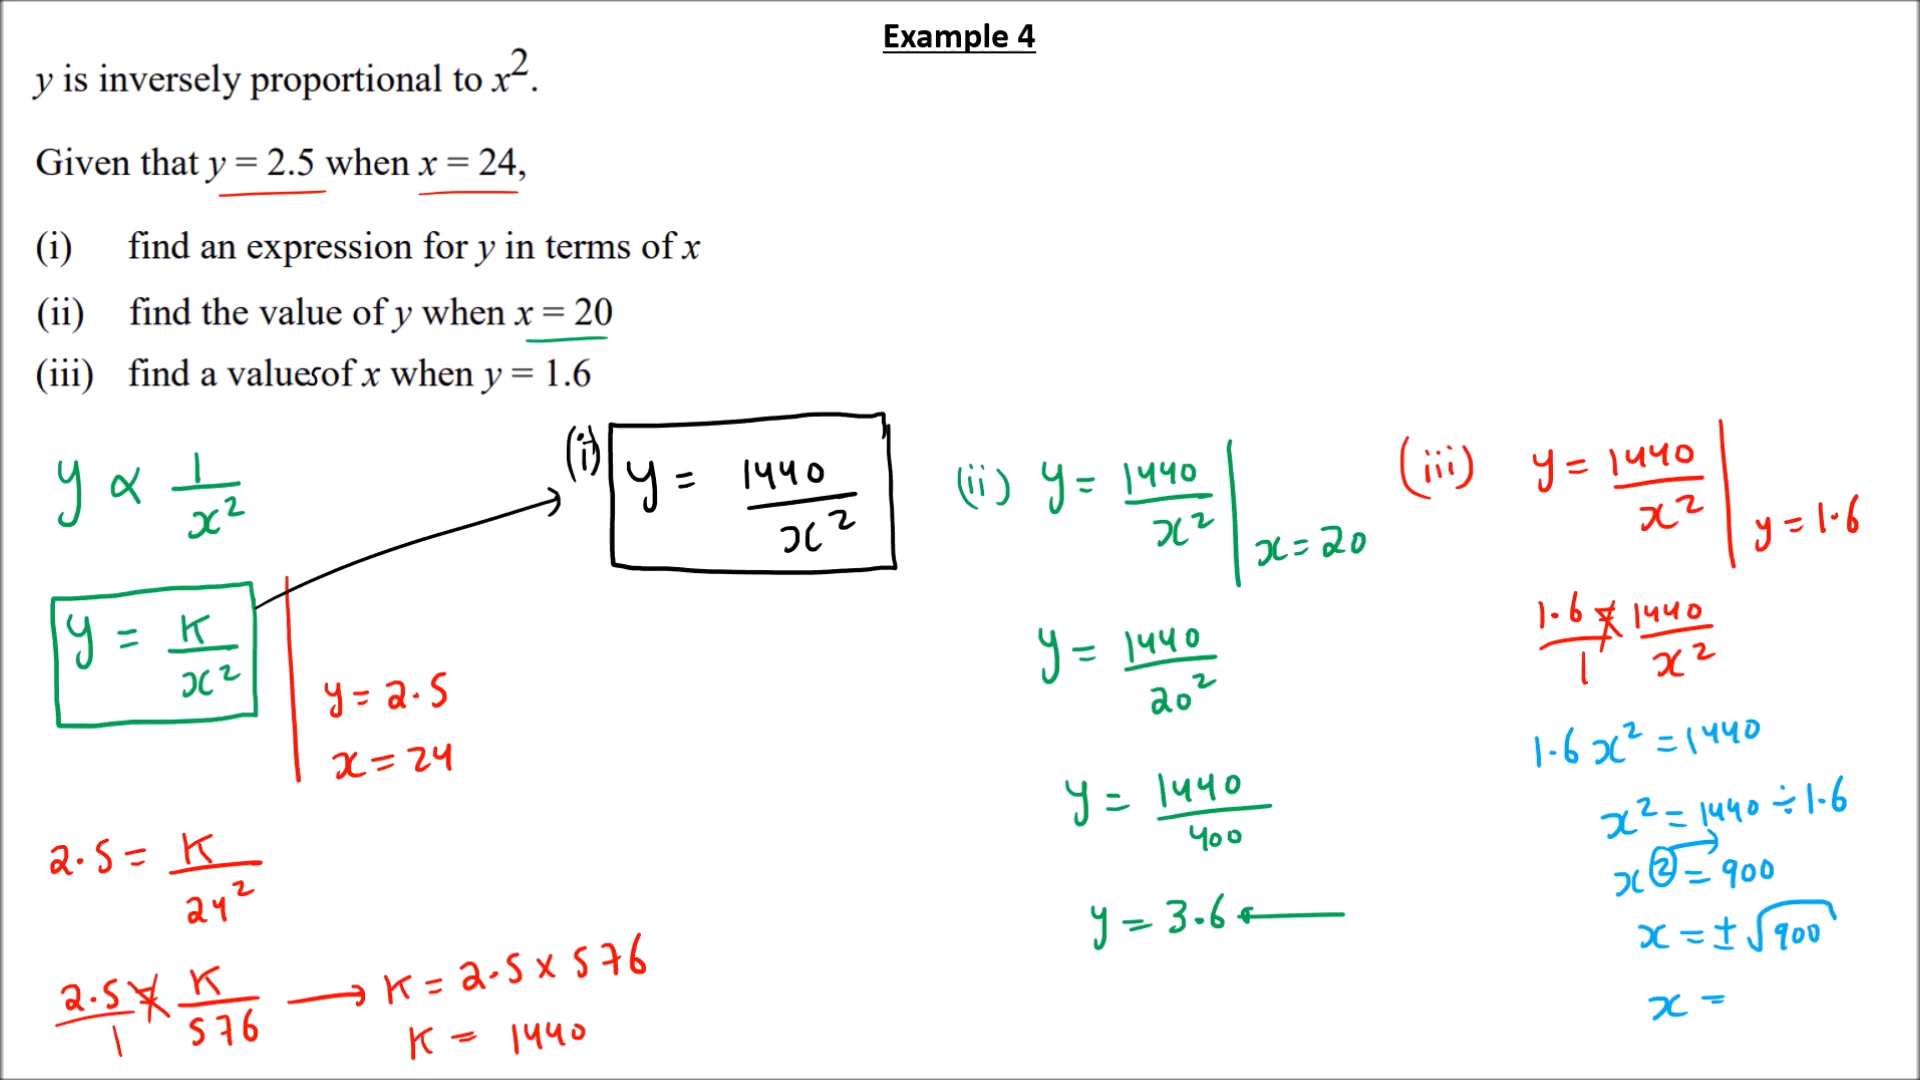 Example 4
y is inversely proportional to x².
Given that y = 2.5 when x = 24,
(i) find an expression for y in terms of x
(ii) find the value of y when x = 20
(iii) find a values of x when y = 1.6
y ∝ 1/x²
y = K/x²
y = 2.5
x = 24
2.5 = K/24²
2.5/1 = K/576 → K = 2.5 × 576
K = 1440
(i) y = 1440/x²
(ii) y = 1440/x²
x = 20
y = 1440/20²
y = 1440/400
y = 3.6 ←
(iii) y = 1440/x²
y = 1.6
1.6/1 = 1440/x²
1.6x² = 1440
x² = 1440 ÷ 1.6
x² = 900
x = ± √900
x =